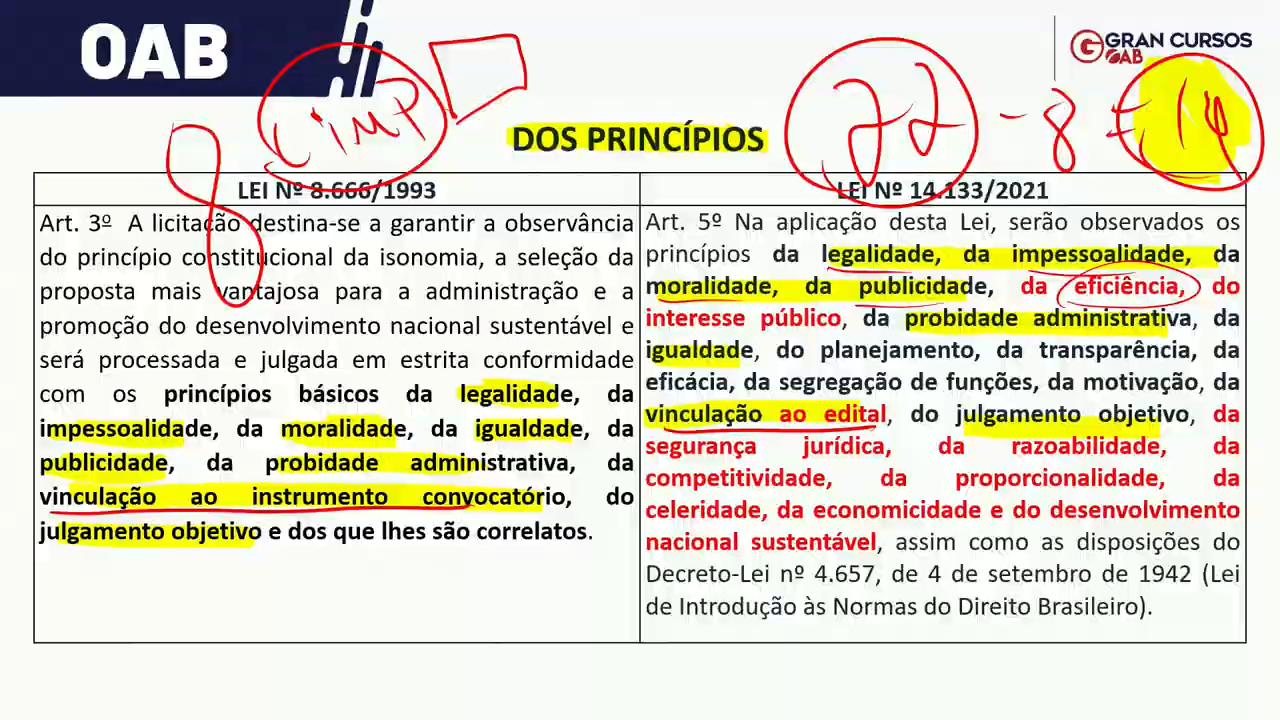 OAB
GRAN CURSOS
OAB
LIMP
22 - 8 = 14
8
DOS PRINCÍPIOS
LEI Nº 8.666/1993
Art. 3º A licitação destina-se a garantir a observância
do princípio constitucional da isonomia, a seleção da
proposta mais vantajosa para a administração e a
promoção do desenvolvimento nacional sustentável e
será processada e julgada em estrita conformidade
com os princípios básicos da legalidade, da
impessoalidade, da moralidade, da igualdade, da
publicidade, da probidade administrativa, da
vinculação ao instrumento convocatório, do
julgamento objetivo e dos que lhes são correlatos.
LEI Nº 14.133/2021
Art. 5º Na aplicação desta Lei, serão observados os
princípios da legalidade, da impessoalidade, da
moralidade, da publicidade, da eficiência, do
interesse público, da probidade administrativa, da
igualdade, do planejamento, da transparência, da
eficácia, da segregação de funções, da motivação, da
vinculação ao edital, do julgamento objetivo, da
segurança jurídica, da razoabilidade, da
competitividade, da proporcionalidade, da
celeridade, da economicidade e do desenvolvimento
nacional sustentável, assim como as disposições do
Decreto-Lei nº 4.657, de 4 de setembro de 1942 (Lei
de Introdução às Normas do Direito Brasileiro).